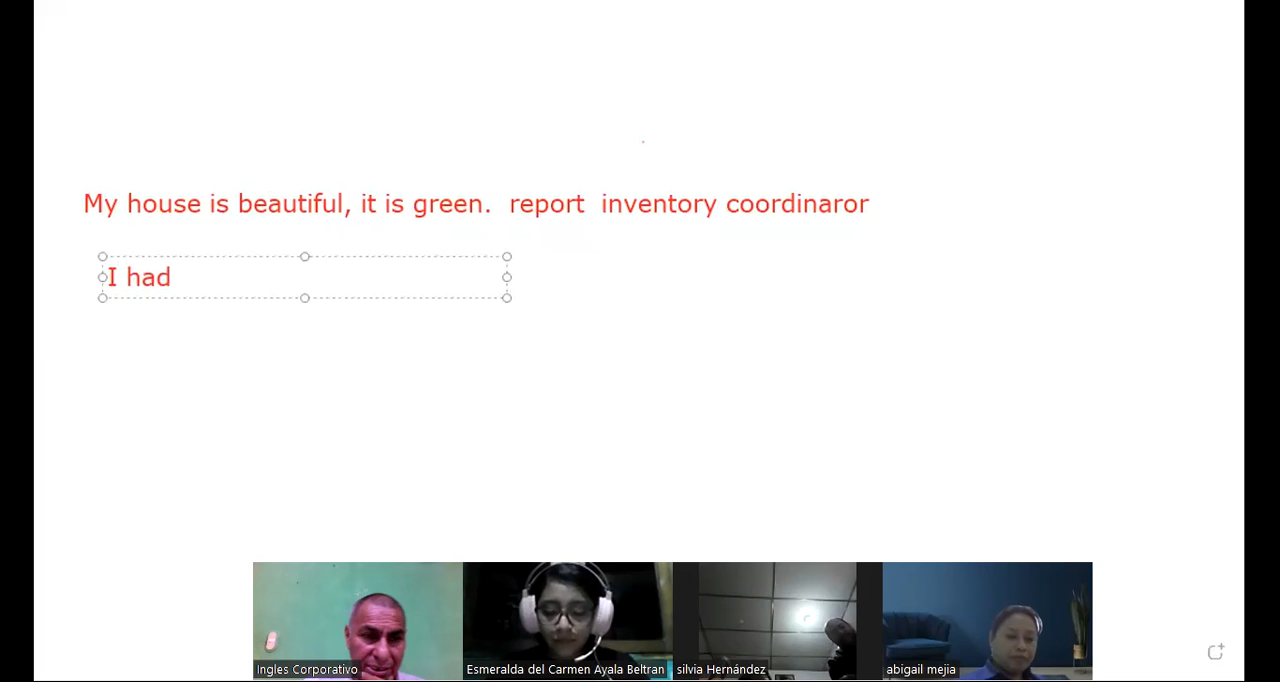 My house is beautiful, it is green. report inventory coordinaror
I had
Ingles Corporativo
Esmeralda del Carmen Ayala Beltran
silvia Hernández
abigail mejia